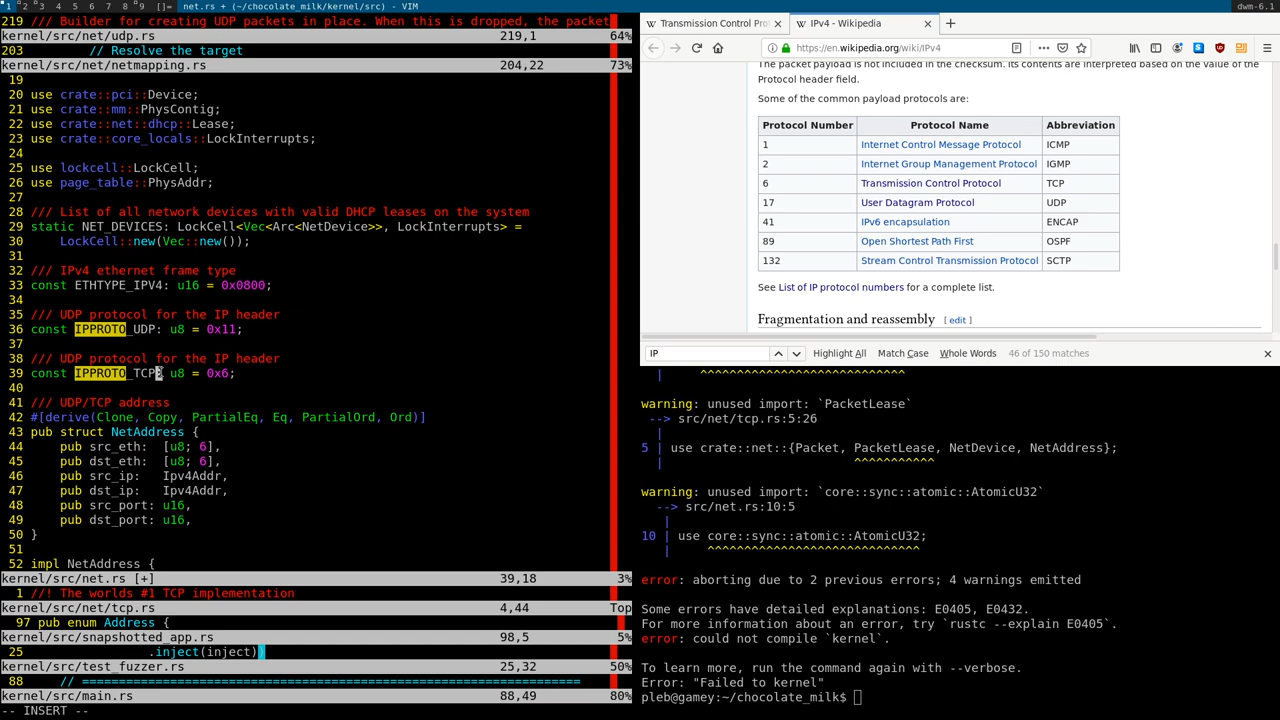 1 2 3 4 5 6 7 8 9 []= net.rs + (~/chocolate_milk/kernel/src) - VIM
dwm-6.1
219 /// Builder for creating UDP packets in place. When this is dropped, the packet
kernel/src/net/udp.rs 219,1 64%
203         // Resolve the target
kernel/src/net/netmapping.rs 204,22 73%
19
20 use crate::pci::Device;
21 use crate::mm::PhysContig;
22 use crate::net::dhcp::Lease;
23 use crate::core_locals::LockInterrupts;
24
25 use lockcell::LockCell;
26 use page_table::PhysAddr;
27
28 /// List of all network devices with valid DHCP leases on the system
29 static NET_DEVICES: LockCell<Vec<Arc<NetDevice>>, LockInterrupts> =
30     LockCell::new(Vec::new());
31
32 /// IPv4 ethernet frame type
33 const ETHTYPE_IPV4: u16 = 0x0800;
34
35 /// UDP protocol for the IP header
36 const IPPROTO_UDP: u8 = 0x11;
37
38 /// UDP protocol for the IP header
39 const IPPROTO_TCP: u8 = 0x6;
40
41 /// UDP/TCP address
42 #[derive(Clone, Copy, PartialEq, Eq, PartialOrd, Ord)]
43 pub struct NetAddress {
44     pub src_eth:  [u8; 6],
45     pub dst_eth:  [u8; 6],
46     pub src_ip:   Ipv4Addr,
47     pub dst_ip:   Ipv4Addr,
48     pub src_port: u16,
49     pub dst_port: u16,
50 }
51
52 impl NetAddress {
kernel/src/net.rs [+] 39,18 3%
1 //! The worlds #1 TCP implementation
kernel/src/net/tcp.rs 4,44 Top
97 pub enum Address {
kernel/src/snapshotted_app.rs 98,5 5%
25                 .inject(inject))
kernel/src/test_fuzzer.rs 25,32 50%
88     // ====================================================================
kernel/src/main.rs 88,49 80%
-- INSERT --
Transmission Control Pro
IPv4 - Wikipedia
https://en.wikipedia.org/wiki/IPv4
The packet payload is not included in the checksum. Its contents are interpreted based on the value of the
Protocol header field.
Some of the common payload protocols are:
Protocol Number Protocol Name Abbreviation
1 Internet Control Message Protocol ICMP
2 Internet Group Management Protocol IGMP
6 Transmission Control Protocol TCP
17 User Datagram Protocol UDP
41 IPv6 encapsulation ENCAP
89 Open Shortest Path First OSPF
132 Stream Control Transmission Protocol SCTP
See List of IP protocol numbers for a complete list.
Fragmentation and reassembly [ edit ]
IP Highlight All Match Case Whole Words 46 of 150 matches
|     ^^^^^^^^^^^^^^^^^^^^^^^^^^^^
warning: unused import: `PacketLease`
--> src/net/tcp.rs:5:26
|
5 | use crate::net::{Packet, PacketLease, NetDevice, NetAddress};
|                          ^^^^^^^^^^^
warning: unused import: `core::sync::atomic::AtomicU32`
--> src/net.rs:10:5
|
10 | use core::sync::atomic::AtomicU32;
|     ^^^^^^^^^^^^^^^^^^^^^^^^^^^^^
error: aborting due to 2 previous errors; 4 warnings emitted
Some errors have detailed explanations: E0405, E0432.
For more information about an error, try `rustc --explain E0405`.
error: could not compile `kernel`.
To learn more, run the command again with --verbose.
Error: "Failed to kernel"
pleb@gamey:~/chocolate_milk$